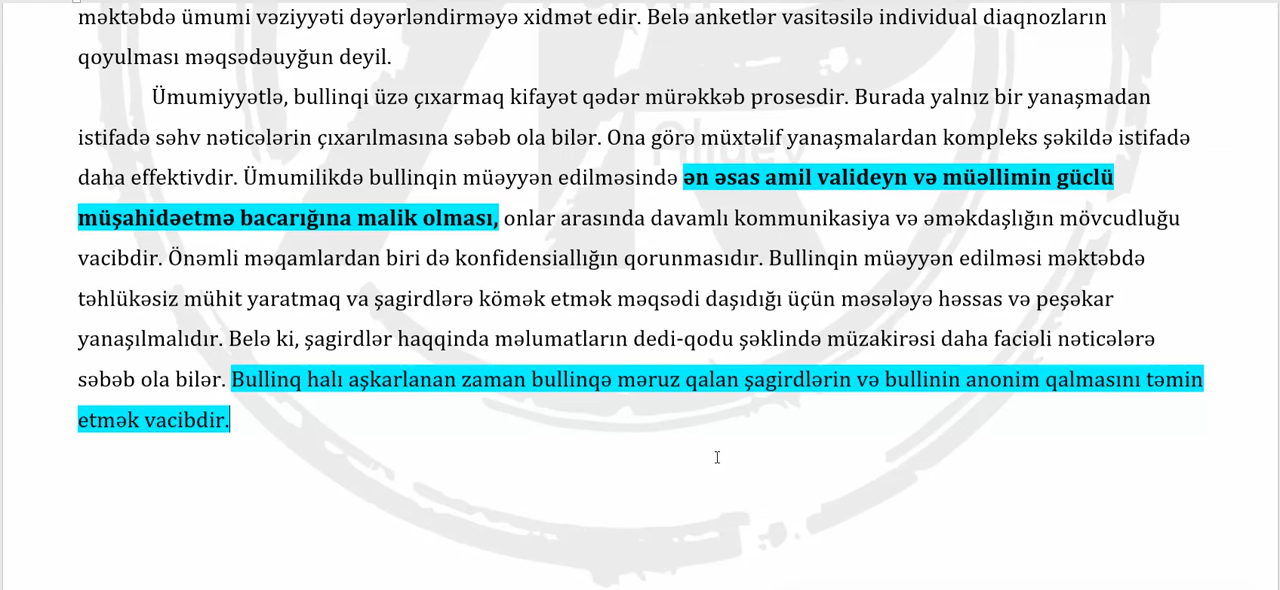 məktəbdə ümumi vəziyyəti dəyərləndirməyə xidmət edir. Belə anketlər vasitəsilə individual diaqnozların
qoyulması məqsədəuyğun deyil.
Ümumiyyətlə, bullinqi üzə çıxarmaq kifayət qədər mürəkkəb prosesdir. Burada yalnız bir yanaşmadan
istifadə səhv nəticələrin çıxarılmasına səbəb ola bilər. Ona görə müxtəlif yanaşmalardan kompleks şəkildə istifadə
daha effektivdir. Ümumilikdə bullinqin müəyyən edilməsində ən əsas amil valideyn və müəllimin güclü
müşahidəetmə bacarığına malik olması, onlar arasında davamlı kommunikasiya və əməkdaşlığın mövcudluğu
vacibdir. Önəmli məqamlardan biri də konfidensiallığın qorunmasıdır. Bullinqin müəyyən edilməsi məktəbdə
təhlükəsiz mühit yaratmaq va şagirdlərə kömək etmək məqsədi daşıdığı üçün məsələyə həssas və peşəkar
yanaşılmalıdır. Belə ki, şagirdlər haqqinda məlumatların dedi-qodu şəklində müzakirəsi daha faciəli nəticələrə
səbəb ola bilər. Bullinq halı aşkarlanan zaman bullinqə məruz qalan şagirdlərin və bullinin anonim qalmasını təmin
etmək vacibdir.